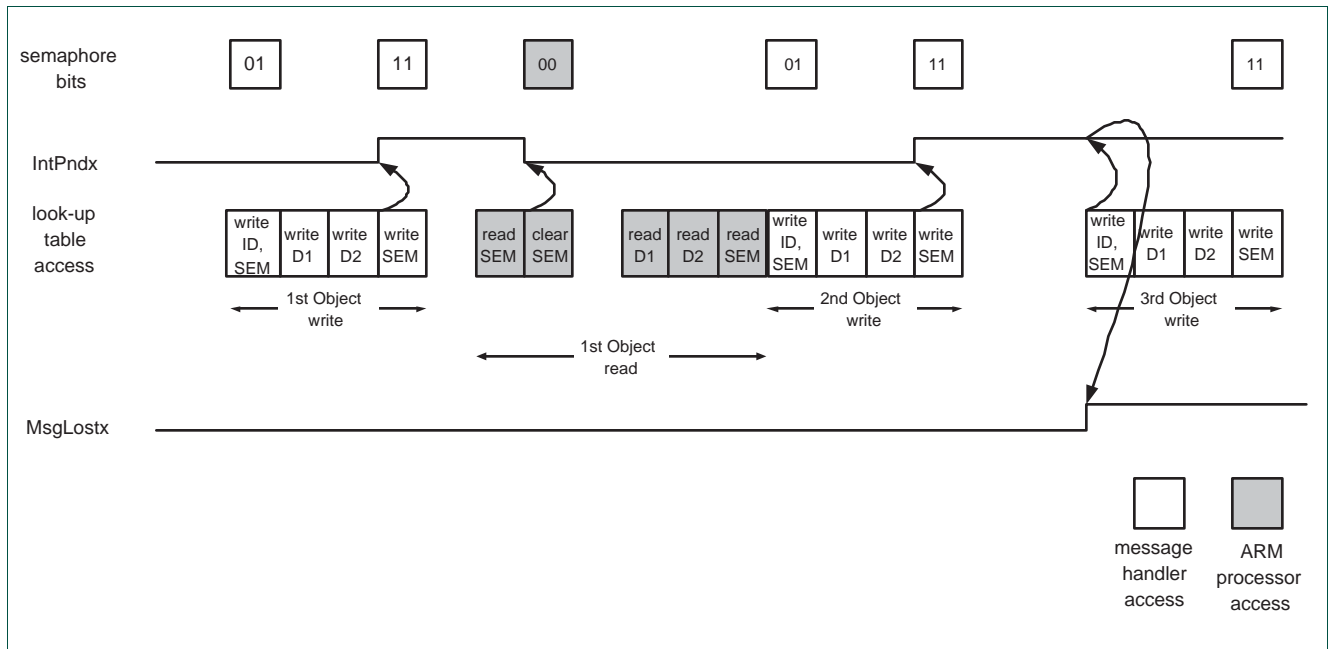 semaphore
bits
01
11
00
01
11
11
IntPndx
look-up
table
access
write
ID,
SEM
write
D1
write
D2
write
SEM
read
SEM
clear
SEM
read
D1
read
D2
read
SEM
write
ID,
SEM
write
D1
write
D2
write
SEM
write
ID,
SEM
write
D1
write
D2
write
SEM
1st Object
write
2nd Object
write
3rd Object
write
1st Object
read
MsgLostx
message
handler
access
ARM
processor
access